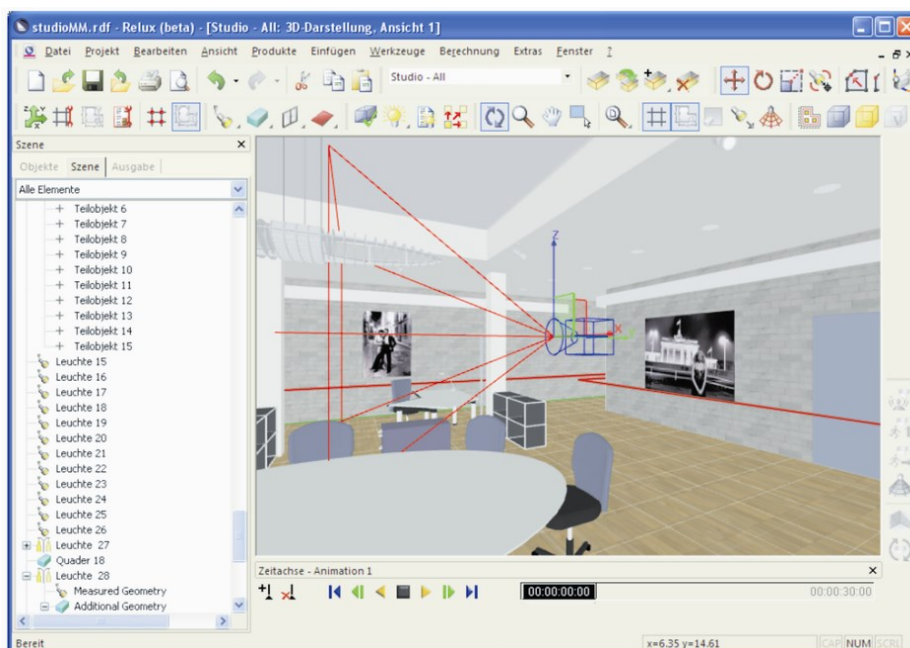 studioMM.rdf - Relux (beta) - [Studio - All: 3D-Darstellung, Ansicht 1]
Datei Projekt Bearbeiten Ansicht Produkte Einfügen Werkzeuge Berechnung Extras Fenster ?
Studio - All
Szene
Objekte Szene Ausgabe
Alle Elemente
Teilobjekt 6
Teilobjekt 7
Teilobjekt 8
Teilobjekt 9
Teilobjekt 10
Teilobjekt 11
Teilobjekt 12
Teilobjekt 13
Teilobjekt 14
Teilobjekt 15
Leuchte 15
Leuchte 16
Leuchte 17
Leuchte 18
Leuchte 19
Leuchte 20
Leuchte 21
Leuchte 22
Leuchte 23
Leuchte 24
Leuchte 25
Leuchte 26
Leuchte 27
Quader 18
Leuchte 28
Measured Geometry
Additional Geometry
Z
X
Zeitachse - Animation 1
00:00:00:00
00:00:30:00
Bereit
x=6.35 y=14.61
CAP NUM SCRL